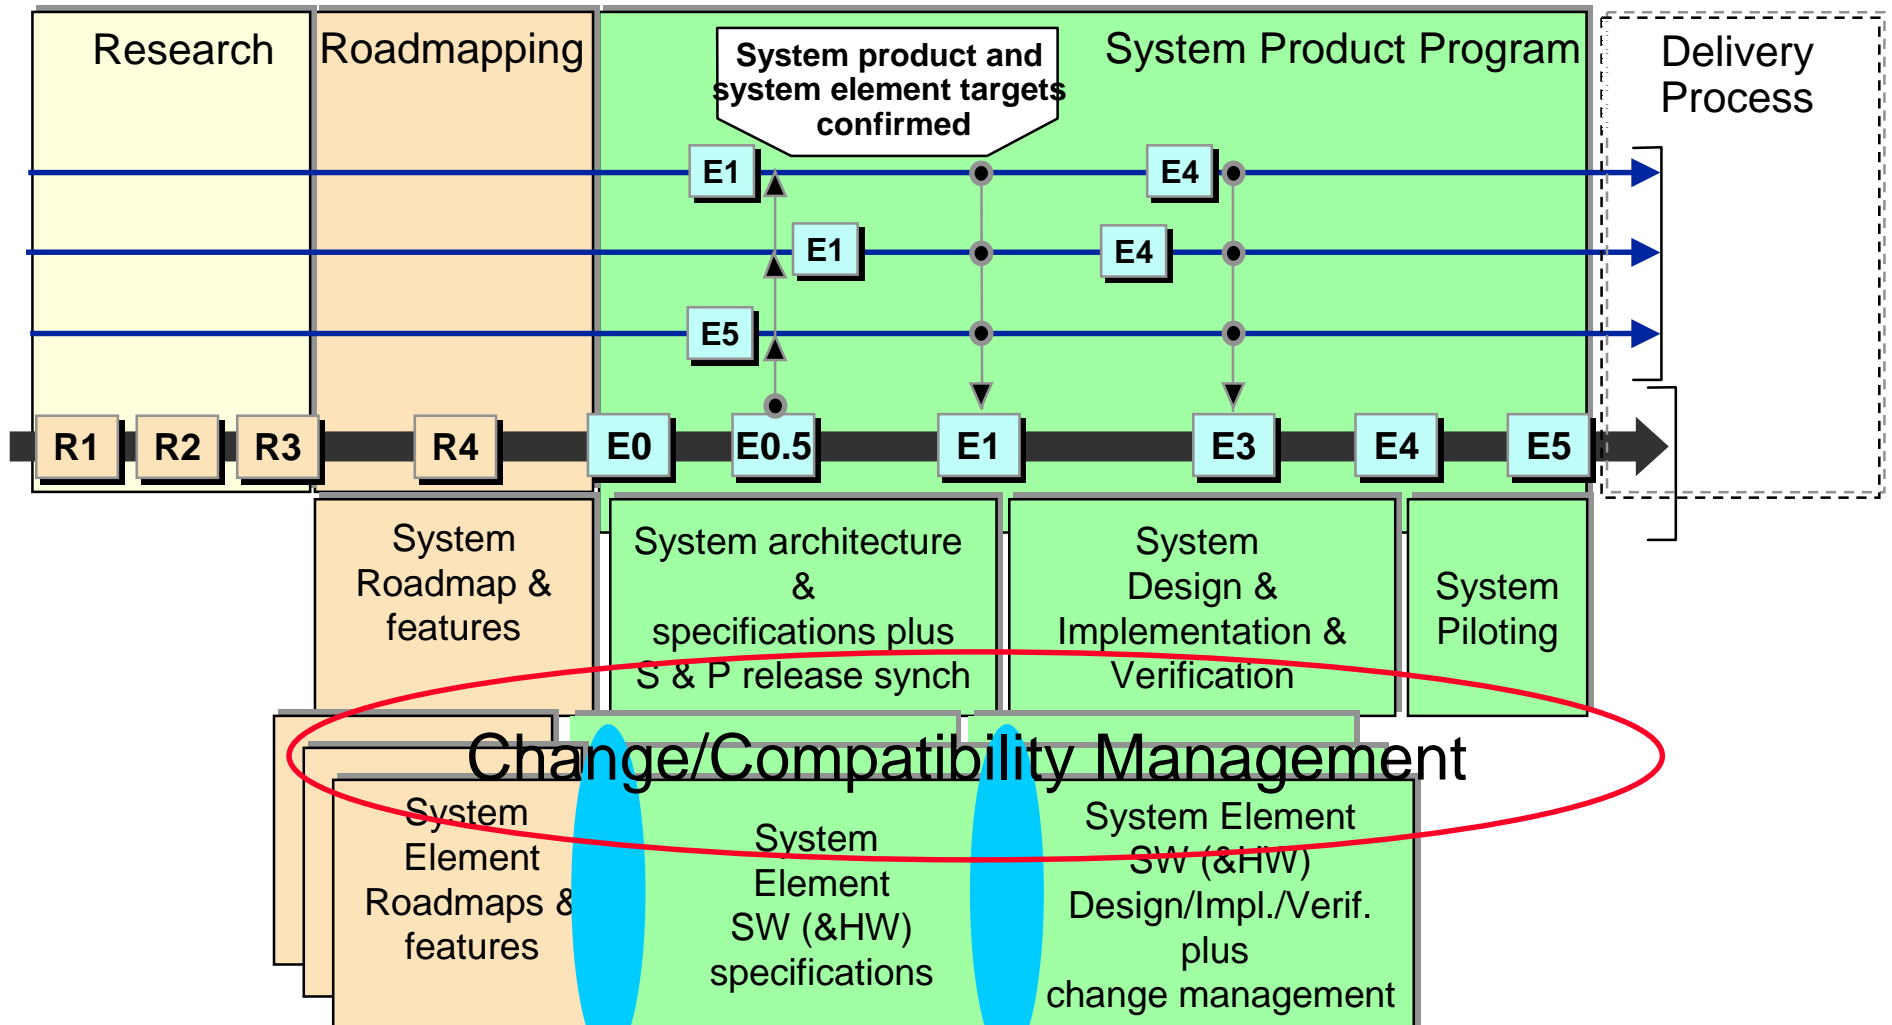 Research
Roadmapping
System Product Program
Delivery
Process
System product and
system element targets
confirmed
E1
E4
E1
E4
E5
R1
R2
R3
R4
E0
E0.5
E1
E3
E4
E5
System
Roadmap &
features
System architecture
&
specifications plus
S & P release synch
System
Design &
Implementation &
Verification
System
Piloting
Change/Compatibility Management
System
Element
Roadmaps &
features
System
Element
SW (&HW)
specifications
System Element
SW (&HW)
Design/Impl./Verif.
plus
change management